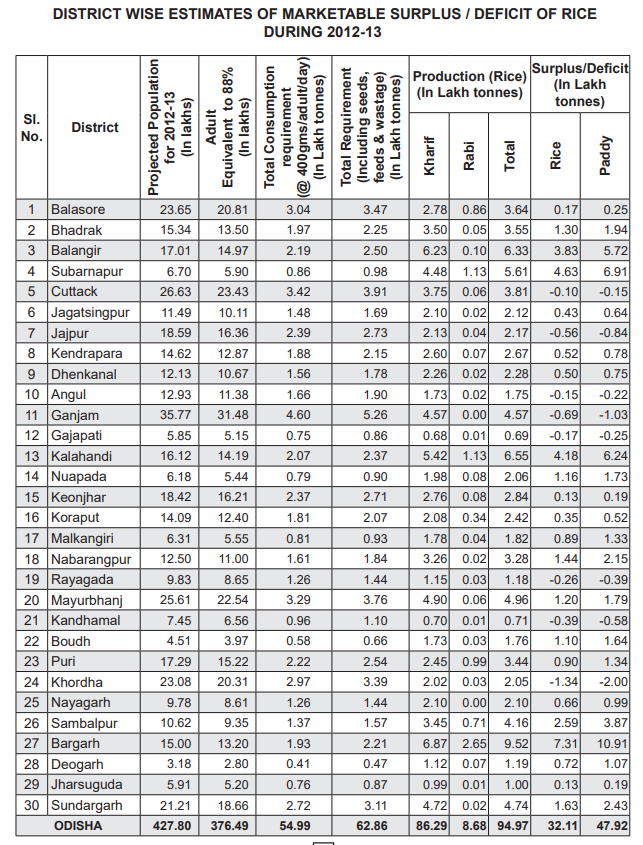 DISTRICT WISE ESTIMATES OF MARKETABLE SURPLUS / DEFICIT OF RICE
DURING 2012-13
Sl. No. District Projected Population for 2012-13 (In lakhs) Adult Equivalent to 88% (In lakhs) Total Consumption requirement (@ 400gms/adult/day) (In Lakh tonnes) Total Requirement (Including seeds, feeds & wastage) (In Lakh tonnes) Production (Rice) (In Lakh tonnes) Surplus/Deficit (In Lakh tonnes)
Kharif Rabi Total Rice Paddy
1 Balasore 23.65 20.81 3.04 3.47 2.78 0.86 3.64 0.17 0.25
2 Bhadrak 15.34 13.50 1.97 2.25 3.50 0.05 3.55 1.30 1.94
3 Balangir 17.01 14.97 2.19 2.50 6.23 0.10 6.33 3.83 5.72
4 Subarnapur 6.70 5.90 0.86 0.98 4.48 1.13 5.61 4.63 6.91
5 Cuttack 26.63 23.43 3.42 3.91 3.75 0.06 3.81 -0.10 -0.15
6 Jagatsingpur 11.49 10.11 1.48 1.69 2.10 0.02 2.12 0.43 0.64
7 Jajpur 18.59 16.36 2.39 2.73 2.13 0.04 2.17 -0.56 -0.84
8 Kendrapara 14.62 12.87 1.88 2.15 2.60 0.07 2.67 0.52 0.78
9 Dhenkanal 12.13 10.67 1.56 1.78 2.26 0.02 2.28 0.50 0.75
10 Angul 12.93 11.38 1.66 1.90 1.73 0.02 1.75 -0.15 -0.22
11 Ganjam 35.77 31.48 4.60 5.26 4.57 0.00 4.57 -0.69 -1.03
12 Gajapati 5.85 5.15 0.75 0.86 0.68 0.01 0.69 -0.17 -0.25
13 Kalahandi 16.12 14.19 2.07 2.37 5.42 1.13 6.55 4.18 6.24
14 Nuapada 6.18 5.44 0.79 0.90 1.98 0.08 2.06 1.16 1.73
15 Keonjhar 18.42 16.21 2.37 2.71 2.76 0.08 2.84 0.13 0.19
16 Koraput 14.09 12.40 1.81 2.07 2.08 0.34 2.42 0.35 0.52
17 Malkangiri 6.31 5.55 0.81 0.93 1.78 0.04 1.82 0.89 1.33
18 Nabarangpur 12.50 11.00 1.61 1.84 3.26 0.02 3.28 1.44 2.15
19 Rayagada 9.83 8.65 1.26 1.44 1.15 0.03 1.18 -0.26 -0.39
20 Mayurbhanj 25.61 22.54 3.29 3.76 4.90 0.06 4.96 1.20 1.79
21 Kandhamal 7.45 6.56 0.96 1.10 0.70 0.01 0.71 -0.39 -0.58
22 Boudh 4.51 3.97 0.58 0.66 1.73 0.03 1.76 1.10 1.64
23 Puri 17.29 15.22 2.22 2.54 2.45 0.99 3.44 0.90 1.34
24 Khordha 23.08 20.31 2.97 3.39 2.02 0.03 2.05 -1.34 -2.00
25 Nayagarh 9.78 8.61 1.26 1.44 2.10 0.00 2.10 0.66 0.99
26 Sambalpur 10.62 9.35 1.37 1.57 3.45 0.71 4.16 2.59 3.87
27 Bargarh 15.00 13.20 1.93 2.21 6.87 2.65 9.52 7.31 10.91
28 Deogarh 3.18 2.80 0.41 0.47 1.12 0.07 1.19 0.72 1.07
29 Jharsuguda 5.91 5.20 0.76 0.87 0.99 0.01 1.00 0.13 0.19
30 Sundargarh 21.21 18.66 2.72 3.11 4.72 0.02 4.74 1.63 2.43
ODISHA 427.80 376.49 54.99 62.86 86.29 8.68 94.97 32.11 47.92